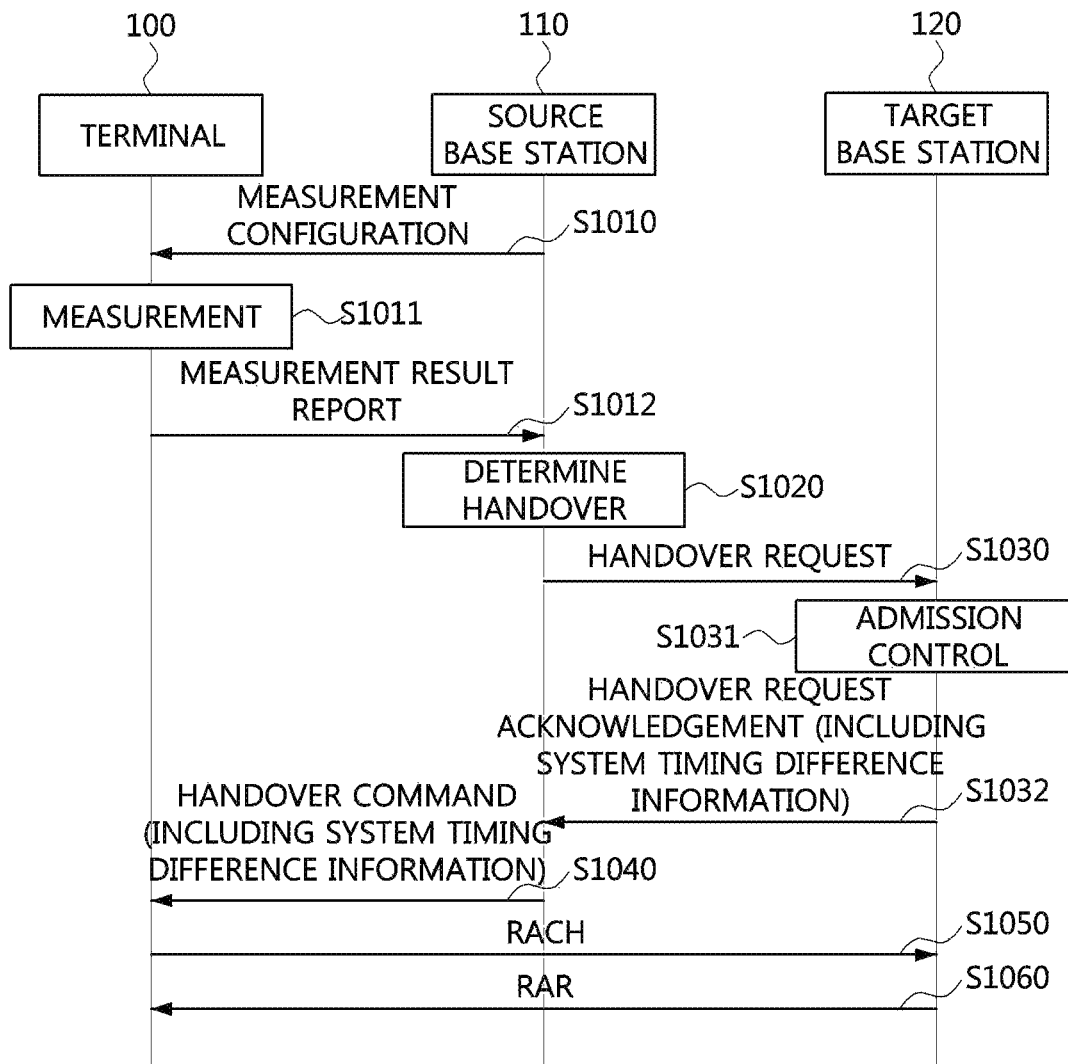 100
110
120
TERMINAL
SOURCE
BASE STATION
TARGET
BASE STATION
MEASUREMENT
CONFIGURATION
S1010
MEASUREMENT
S1011
MEASUREMENT RESULT
REPORT
S1012
DETERMINE
HANDOVER
S1020
HANDOVER REQUEST
S1030
ADMISSION
CONTROL
S1031
HANDOVER REQUEST
ACKNOWLEDGEMENT (INCLUDING
SYSTEM TIMING DIFFERENCE
INFORMATION)
S1032
HANDOVER COMMAND
(INCLUDING SYSTEM TIMING
DIFFERENCE INFORMATION)
S1040
RACH
S1050
RAR
S1060